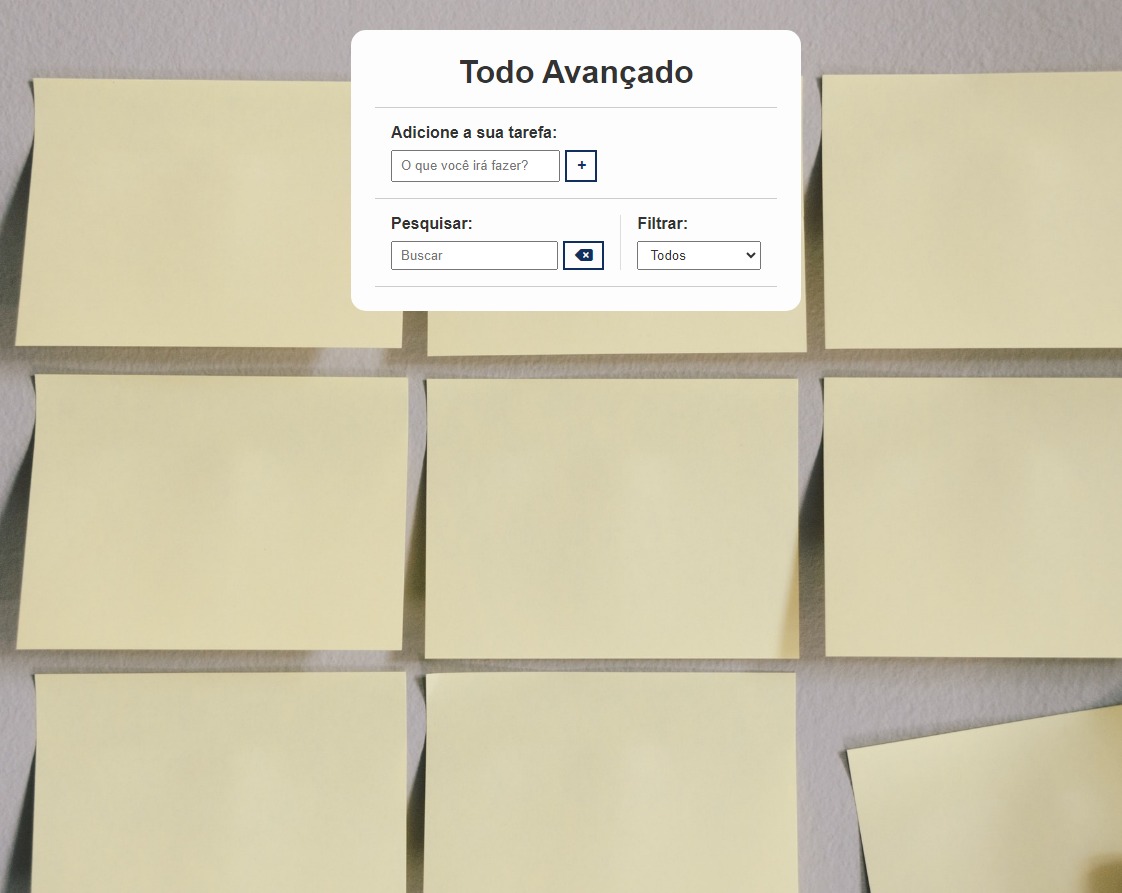 Todo Avançado
Adicione a sua tarefa:
O que você irá fazer?
+
Pesquisar:
Buscar
Filtrar:
Todos